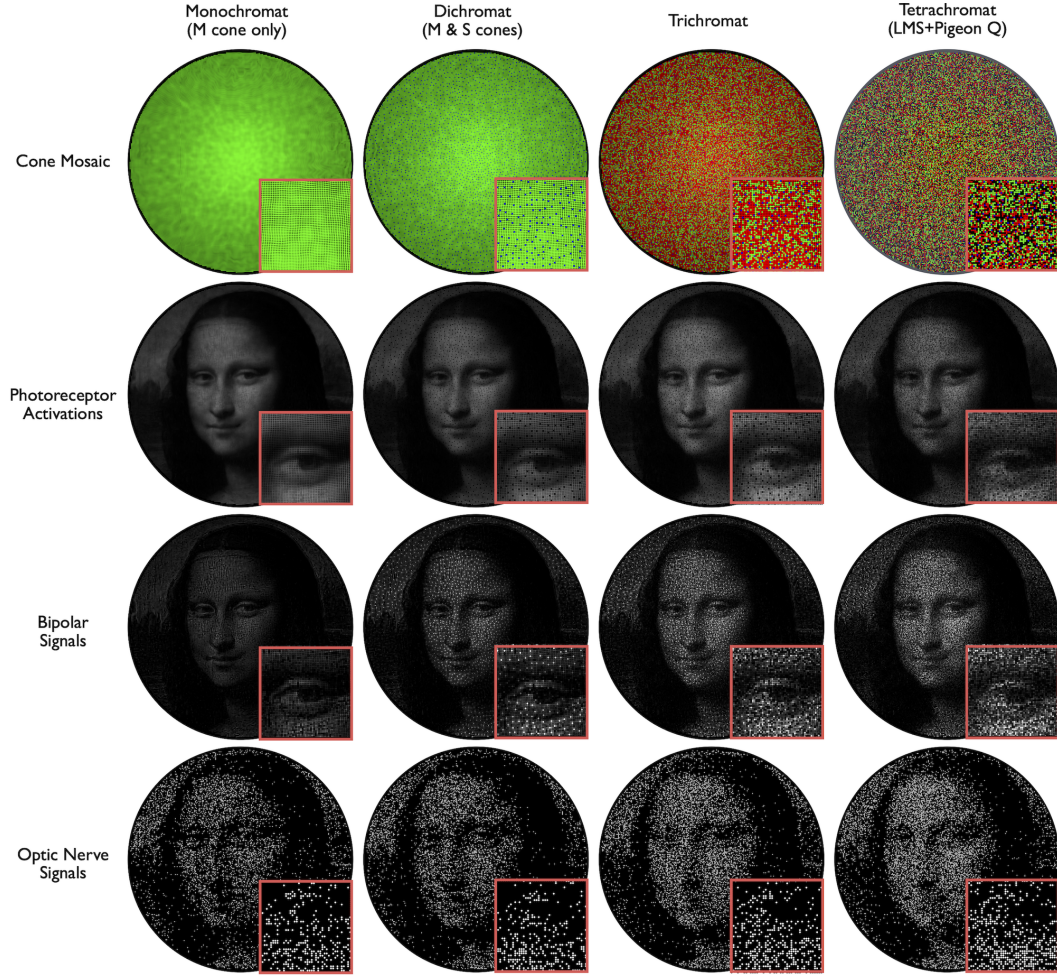 Monochromat
(M cone only)
Dichromat
(M & S cones)
Trichromat
Tetrachromat
(LMS+Pigeon Q)
Cone Mosaic
Photoreceptor
Activations
Bipolar
Signals
Optic Nerve
Signals